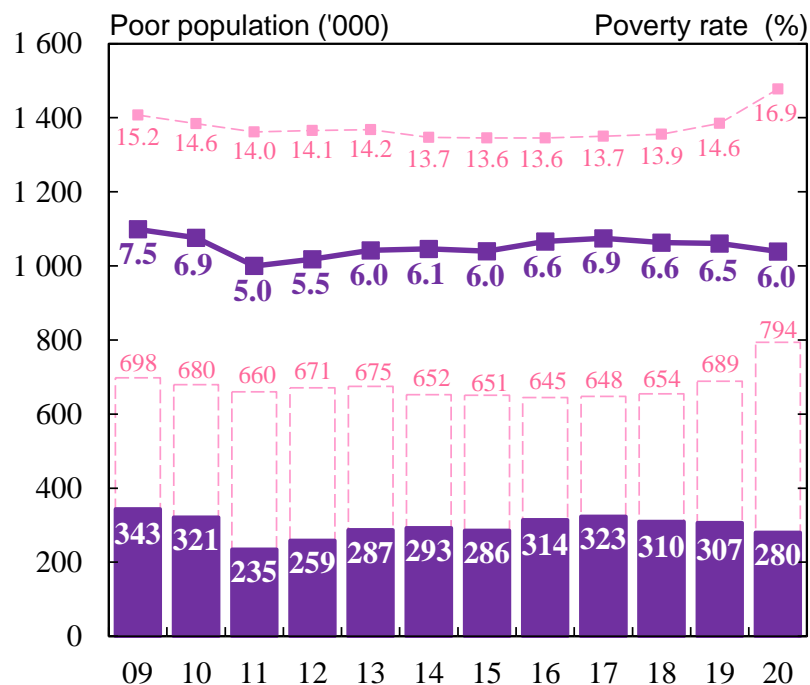 Poor population ('000) Poverty rate (%)
1 600
1 400
1 200
1 000
800
600
400
200
0
15.2 14.6 14.0 14.1 14.2 13.7 13.6 13.6 13.7 13.9 14.6 16.9
7.5 6.9 5.0 5.5 6.0 6.1 6.0 6.6 6.9 6.6 6.5 6.0
698 680 660 671 675 652 651 645 648 654 689 794
343 321 235 259 287 293 286 314 323 310 307 280
09 10 11 12 13 14 15 16 17 18 19 20